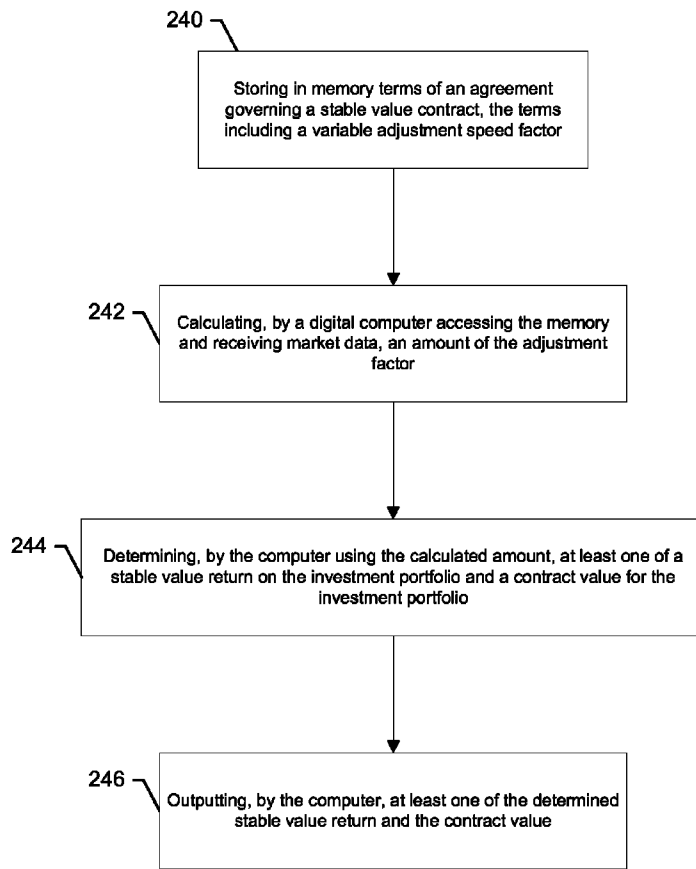 240
Storing in memory terms of an agreement
governing a stable value contract, the terms
including a variable adjustment speed factor
242
Calculating, by a digital computer accessing the memory
and receiving market data, an amount of the adjustment
factor
244
Determining, by the computer using the calculated amount, at least one of a
stable value return on the investment portfolio and a contract value for the
investment portfolio
246
Outputting, by the computer, at least one of the determined
stable value return and the contract value